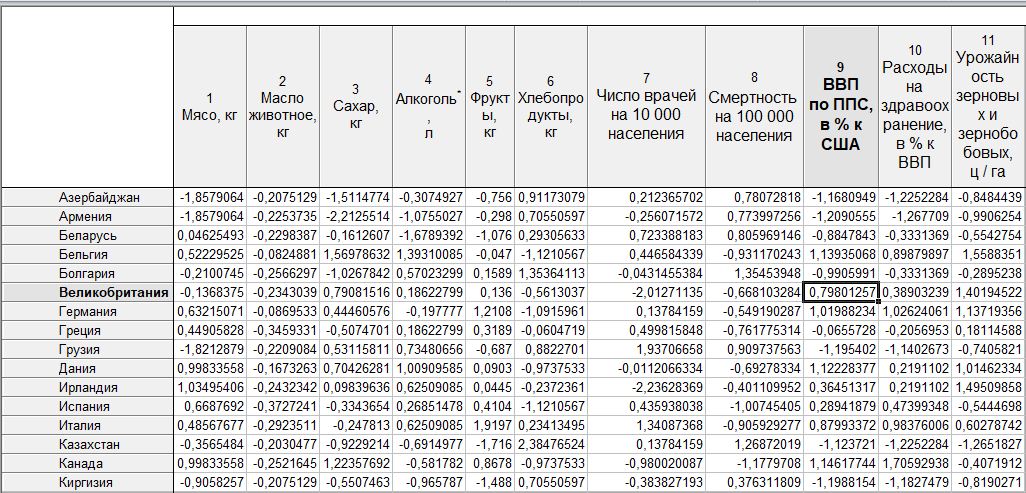 1 Мясо, кг
2 Масло животное, кг
3 Сахар, кг
4 Алкоголь*, л
5 Фрукты, кг
6 Хлебопродукты, кг
7 Число врачей на 10 000 населения
8 Смертность на 100 000 населения
9 ВВП по ППС, в % к США
10 Расходы на здравоохранение, в % к ВВП
11 Урожайность зерновых и зернобобовых, ц / га
Азербайджан -1,8579064 -0,2075129 -1,5114774 -0,3074927 -0,756 0,91173079 0,212365702 0,78072818 -1,1680949 -1,2252284 -0,8484439
Армения -1,8579064 -0,2253735 -2,2125514 -1,0755027 -0,298 0,70550597 -0,256071572 0,773997256 -1,2090555 -1,267709 -0,9906254
Беларусь 0,04625493 -0,2298387 -0,1612607 -1,6789392 -1,076 0,29305633 0,723388183 0,805969146 -0,8847843 -0,3331369 -0,5542754
Бельгия 0,52229525 -0,0824881 1,56978632 1,39310085 -0,047 -1,1210567 0,446584339 -0,931170243 1,13935068 0,89879897 1,5588351
Болгария -0,2100745 -0,2566297 -1,0267842 0,57023299 0,1589 1,35364113 -0,0431455384 1,35453948 -0,9905991 -0,3331369 -0,2895238
Великобритания -0,1368375 -0,2343039 0,79081516 0,18622799 0,136 -0,5613037 -2,01271135 -0,668103284 0,79801257 0,38903239 1,40194522
Германия 0,63215071 -0,0869533 0,44460576 -0,197777 1,2108 -1,0915961 0,13784159 -0,549190287 1,01988234 1,02624061 1,13719356
Греция 0,44905828 -0,3459331 -0,5074701 0,18622799 0,3189 -0,0604719 0,499815848 -0,761775314 -0,0655728 -0,2056953 0,18114588
Грузия -1,8212879 -0,2209084 0,53115811 0,73480656 -0,687 0,8822701 1,93706658 0,909737563 -1,195402 -1,1402673 -0,7405821
Дания 0,99833558 -0,1673263 0,70426281 1,00909585 0,0903 -0,9737533 -0,0112066334 -0,69278334 1,12228377 0,2191102 1,01462334
Ирландия 1,03495406 -0,2432342 0,09839636 0,62509085 0,0445 -0,2372361 -2,23628369 -0,401109952 0,36451317 0,2191102 1,49509858
Испания 0,6687692 -0,3727241 -0,3343654 0,26851478 0,4104 -1,1210567 0,435938038 -1,00745405 0,28941879 0,47399348 -0,5444698
Италия 0,48567677 -0,2923511 -0,247813 0,62509085 1,9197 0,23413495 1,34087368 -0,905929277 0,87993372 0,98376006 0,60278742
Казахстан -0,3565484 -0,2030477 -0,9229214 -0,6914977 -1,716 2,38476524 0,13784159 1,26872019 -1,123721 -1,2252284 -1,2651827
Канада 0,99833558 -0,2521645 1,22357692 -0,581782 0,8678 -0,9737533 -0,980020087 -1,1779708 1,14617744 1,70592938 -0,4071912
Киргизия -0,9058257 -0,2075129 -0,5507463 -0,965787 -1,488 0,70550597 -0,383827193 0,376311809 -1,1988154 -1,1827479 -0,8190271